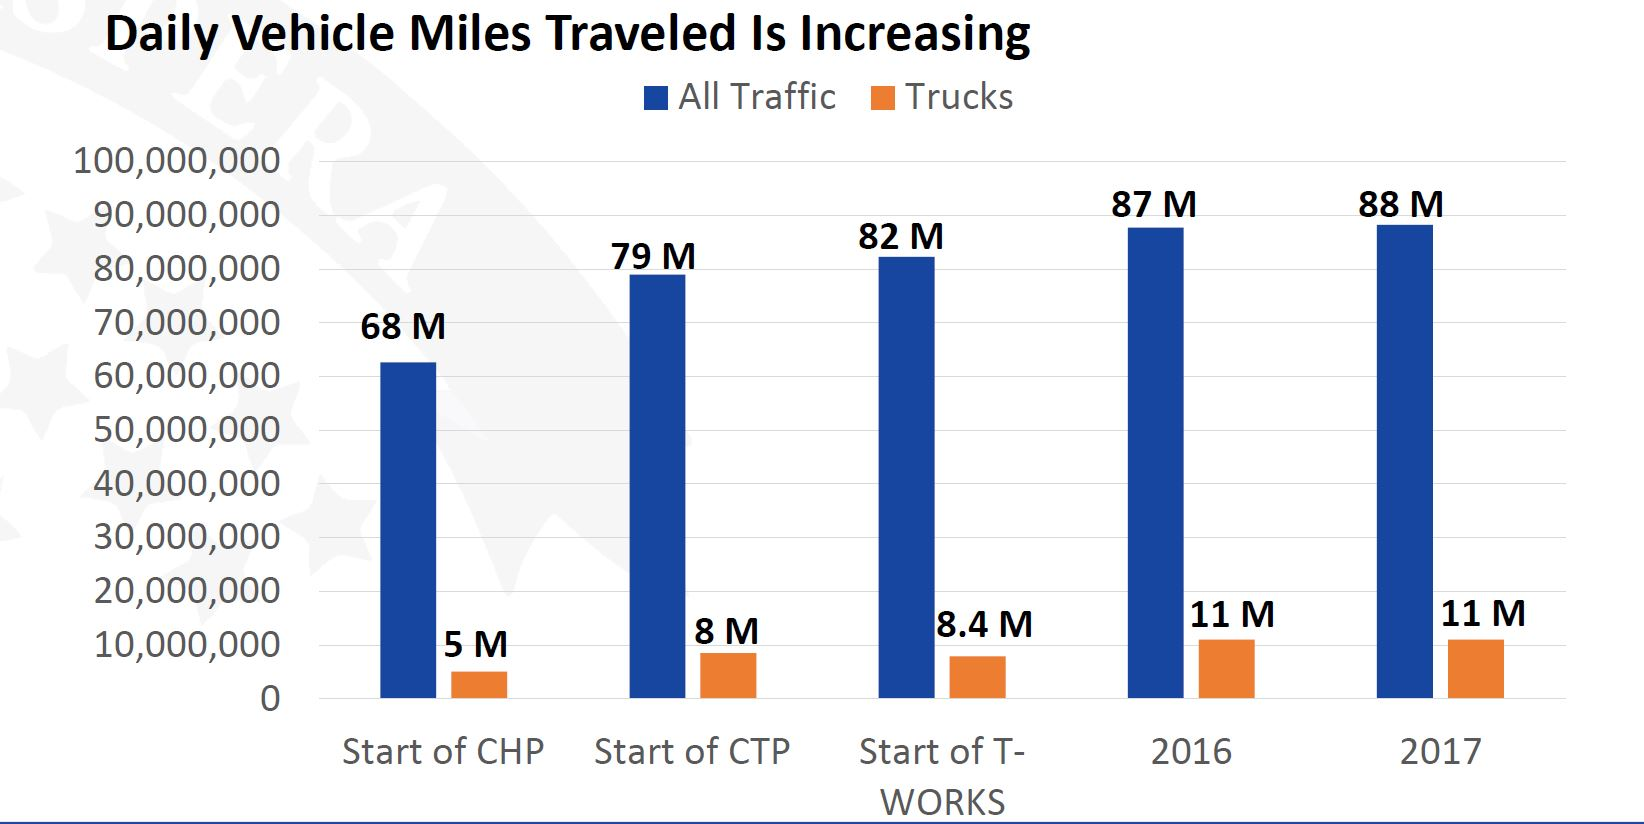 Daily Vehicle Miles Traveled Is Increasing
All Traffic Trucks
100,000,000
90,000,000
80,000,000
70,000,000
60,000,000
50,000,000
40,000,000
30,000,000
20,000,000
10,000,000
0
68 M
5 M
79 M
8 M
82 M
8.4 M
87 M
11 M
88 M
11 M
Start of CHP
Start of CTP
Start of T-
WORKS
2016
2017